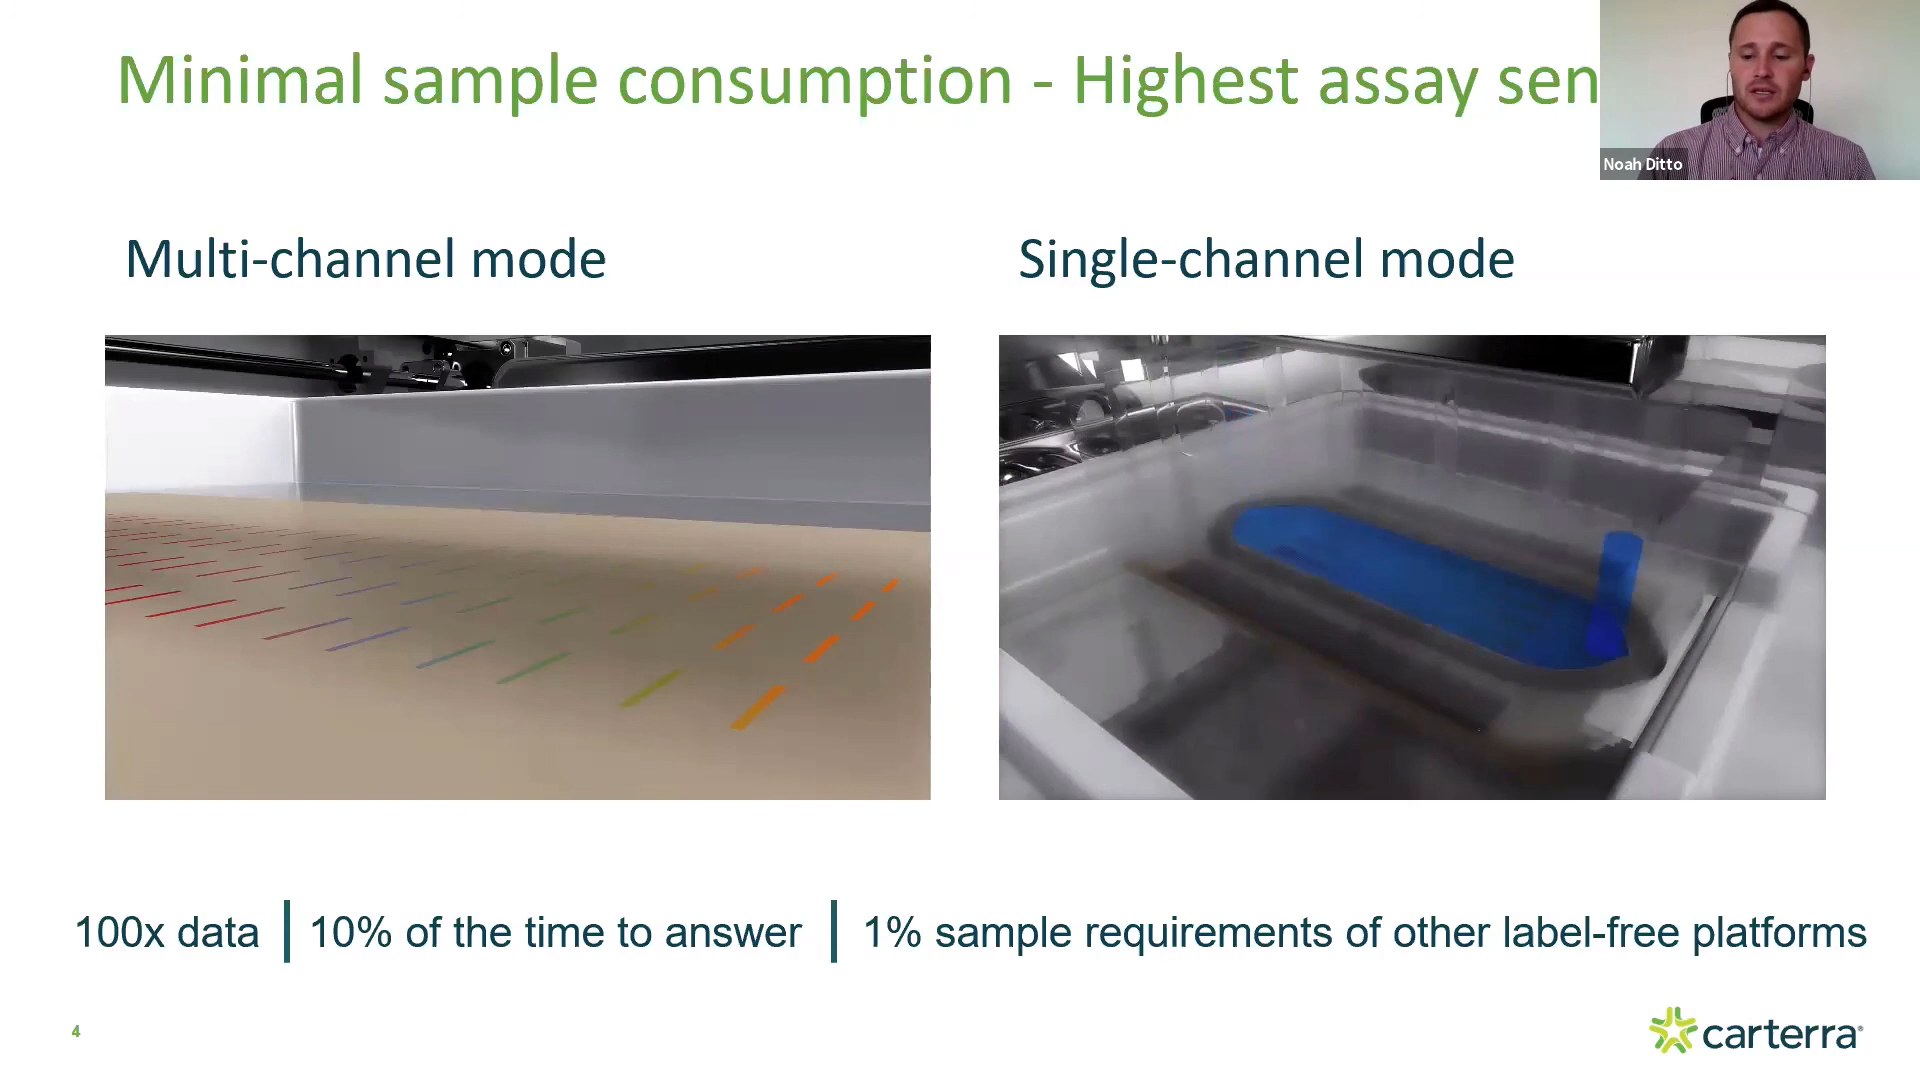 Minimal sample consumption - Highest assay sen
Noah Ditto
Multi-channel mode
Single-channel mode
100x data | 10% of the time to answer | 1% sample requirements of other label-free platforms
4
carterra®